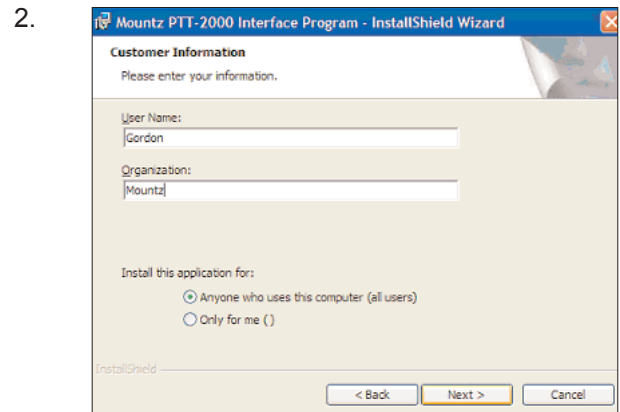 2.
Mountz PTT-2000 Interface Program - InstallShield Wizard
Customer Information
Please enter your information.
User Name:
Gordon
Organization:
Mountz
Install this application for:
Anyone who uses this computer (all users)
Only for me ( )
InstallShield
< Back Next > Cancel